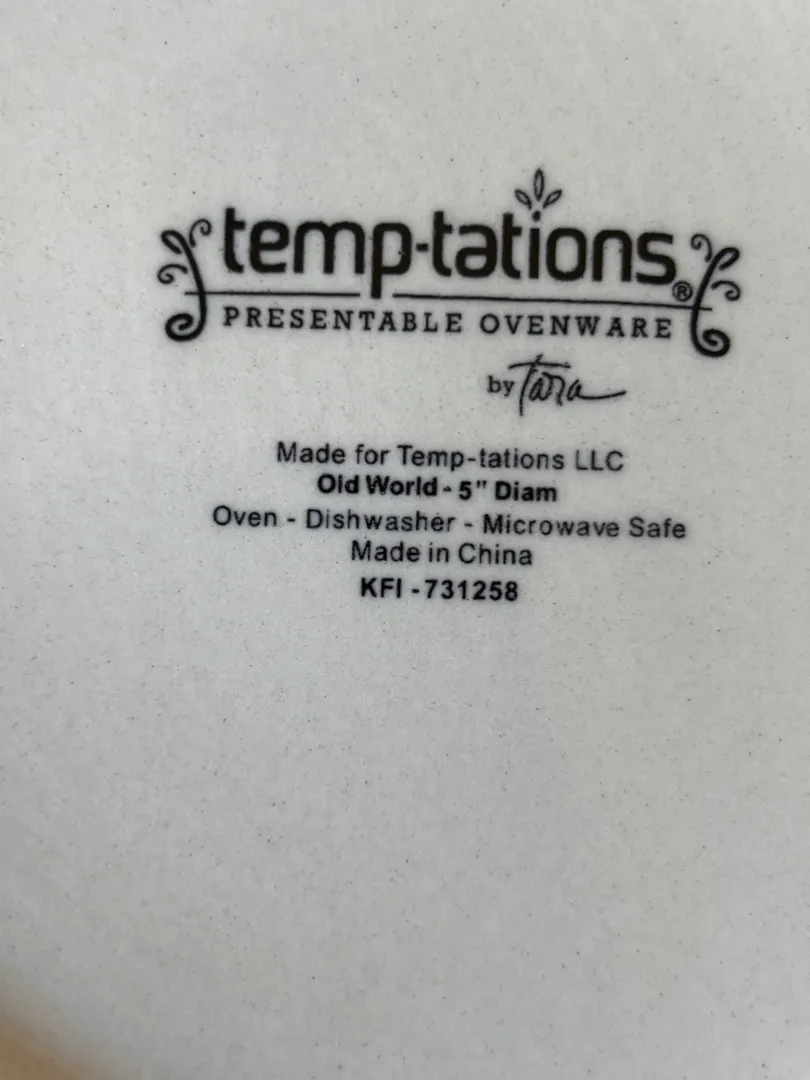 temp-tations®
PRESENTABLE OVENWARE
by Tara
Made for Temp-tations LLC
Old World - 5" Diam
Oven - Dishwasher - Microwave Safe
Made in China
KFI - 731258